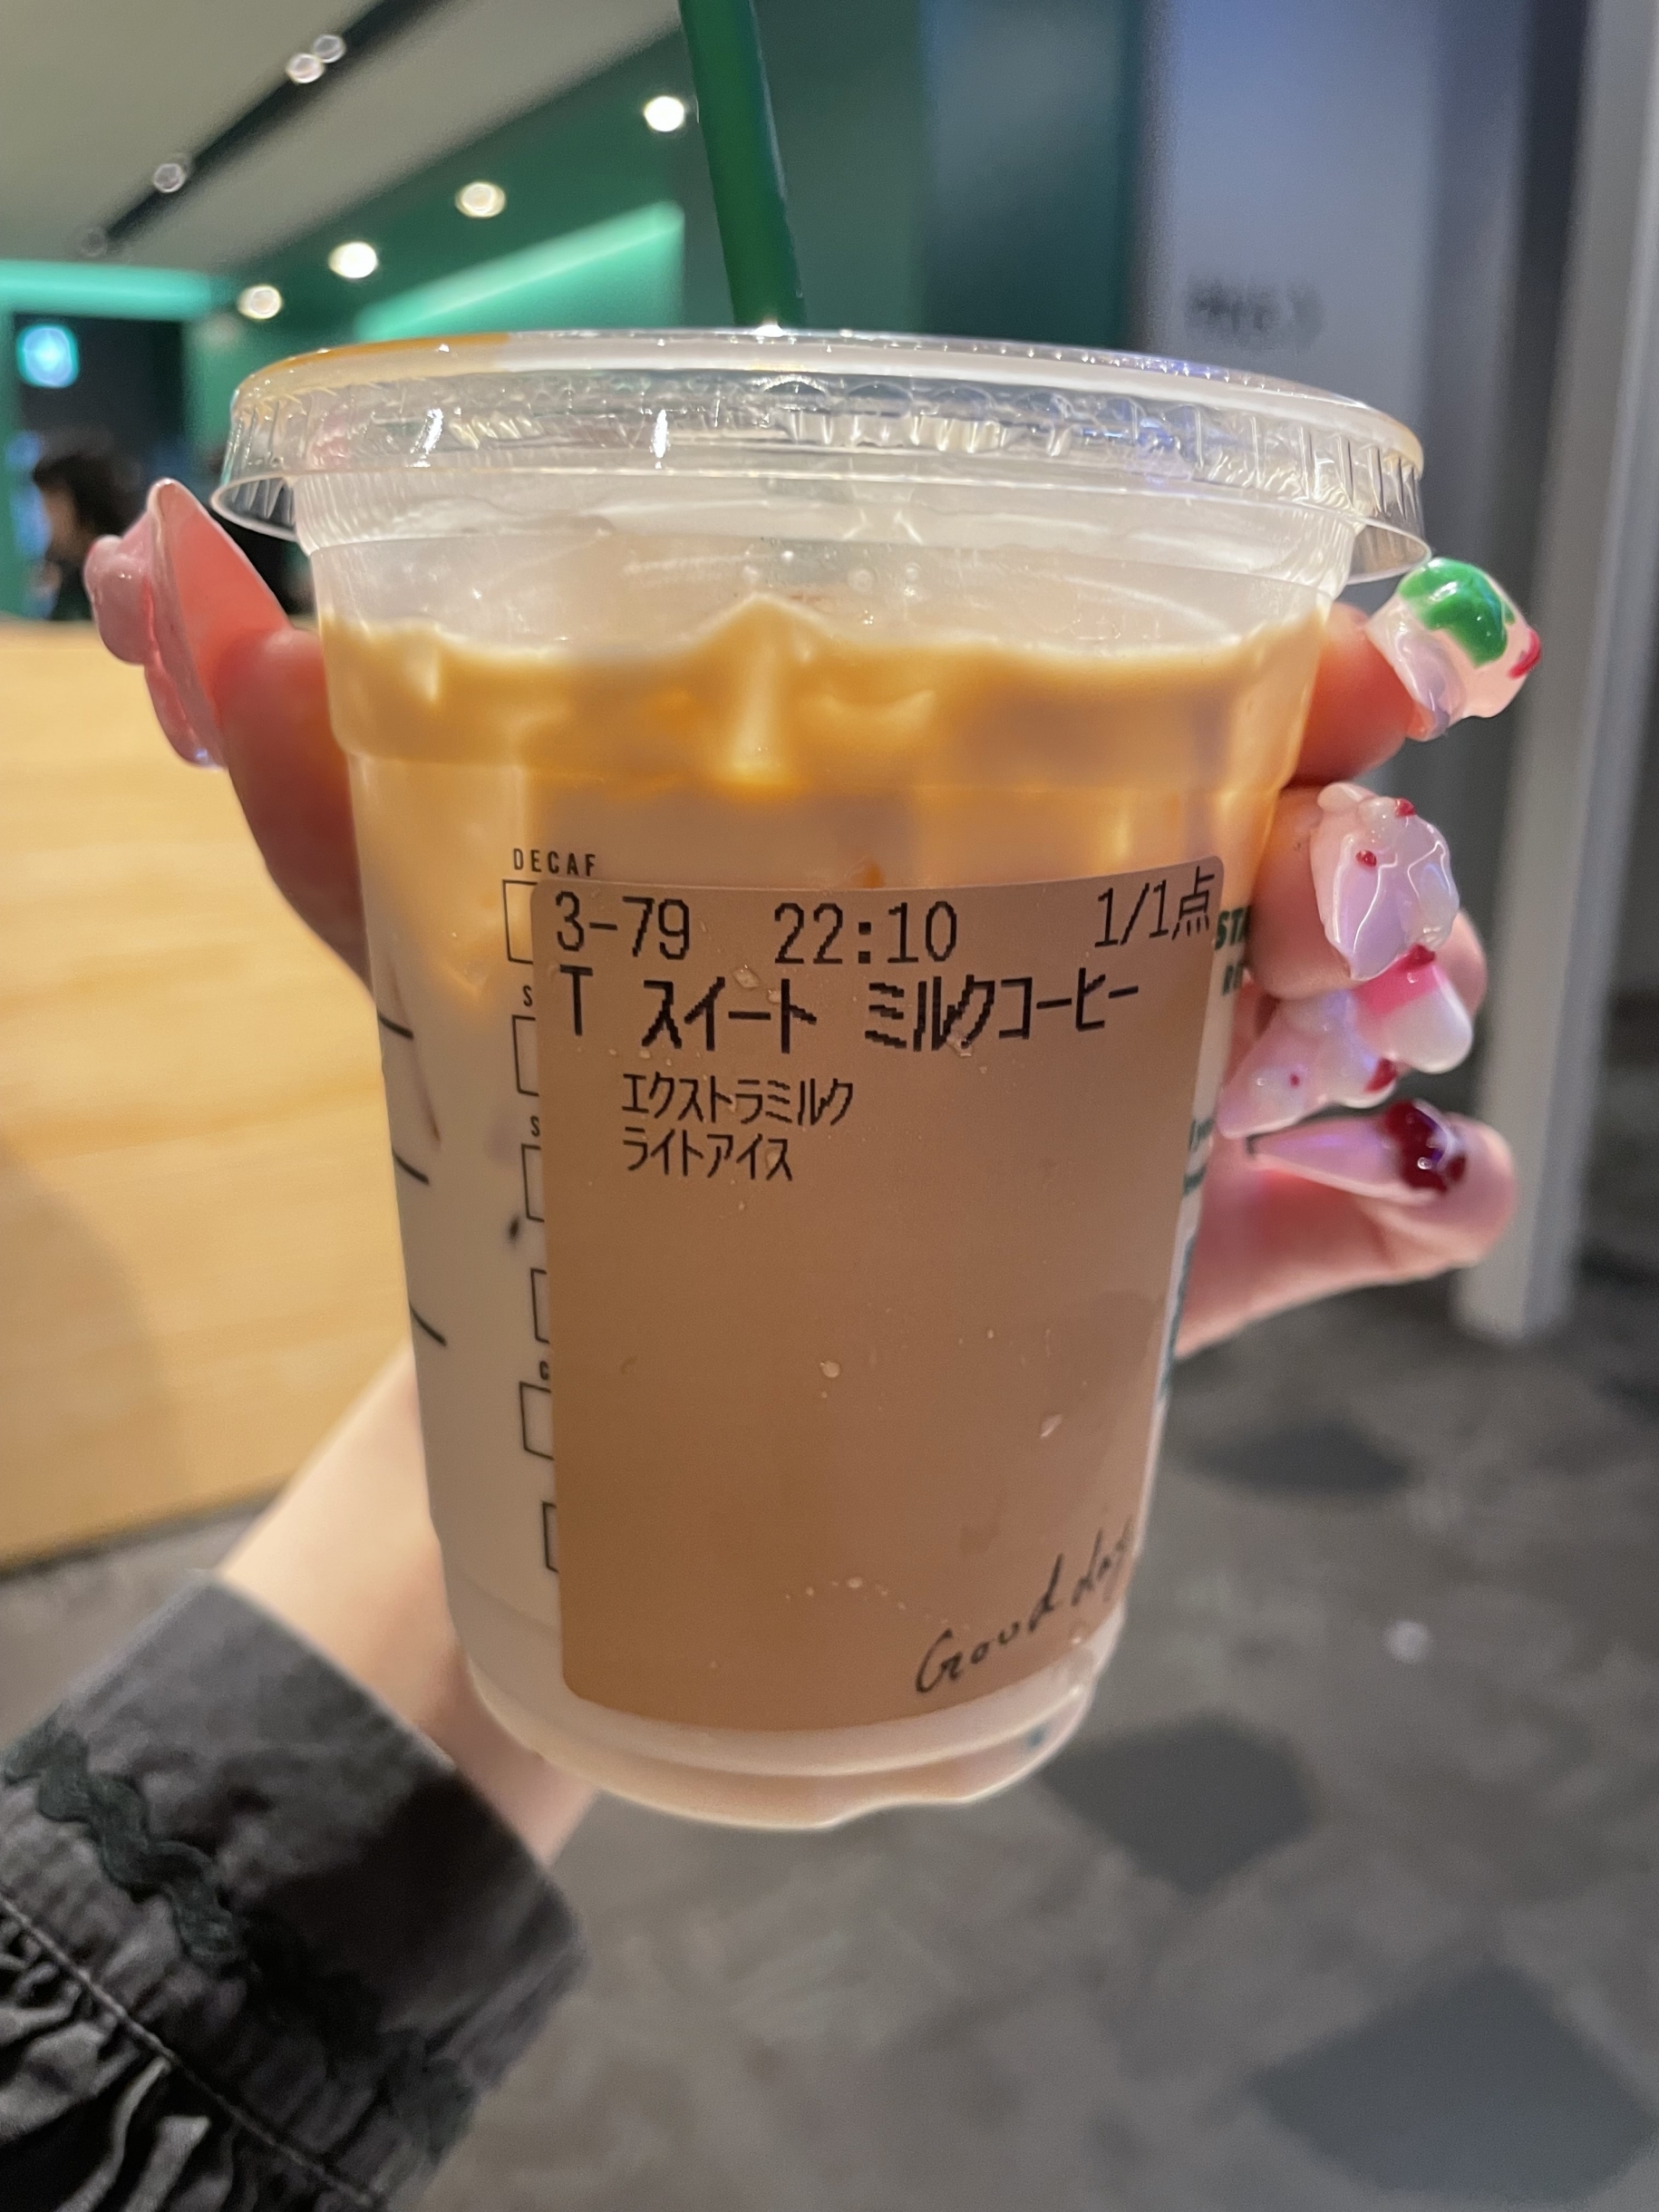 DECAF
3-79 22:10 1/1点
T スイート ミルクコーヒー
エクストラミルク
ライトアイス
Good day